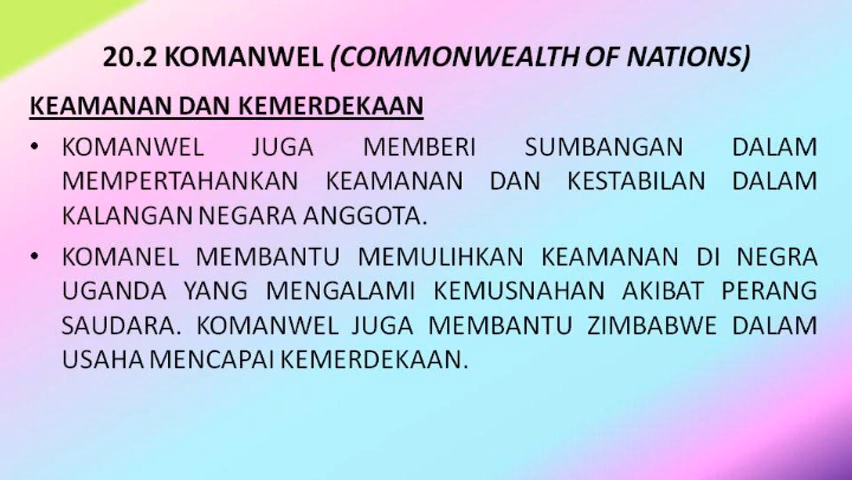 20.2 KOMANWEL (COMMONWEALTH OF NATIONS)
KEAMANAN DAN KEMERDEKAAN
• KOMANWEL JUGA MEMBERI SUMBANGAN DALAM
MEMPERTAHANKAN KEAMANAN DAN KESTABILAN DALAM
KALANGAN NEGARA ANGGOTA.
• KOMANEL MEMBANTU MEMULIHKAN KEAMANAN DI NEGRA
UGANDA YANG MENGALAMI KEMUSNAHAN AKIBAT PERANG
SAUDARA. KOMANWEL JUGA MEMBANTU ZIMBABWE DALAM
USAHA MENCAPAI KEMERDEKAAN.